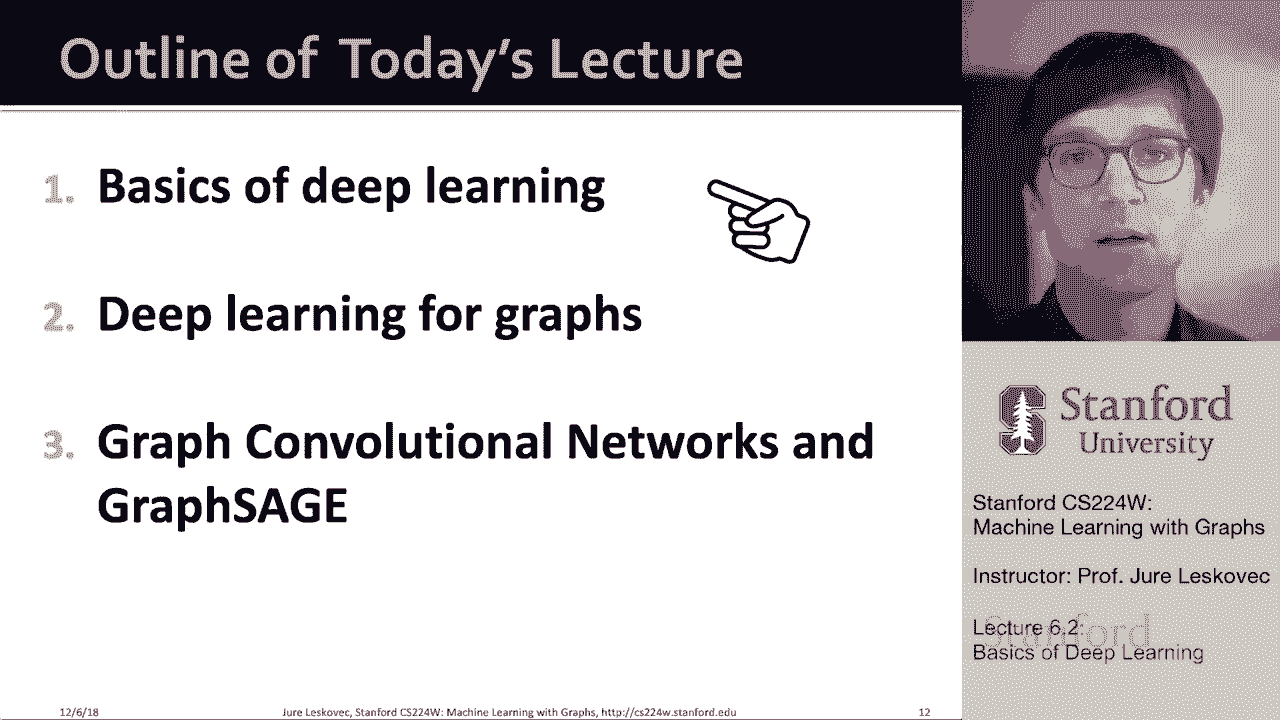 Outline of Today's Lecture
1. Basics of deep learning
2. Deep learning for graphs
3. Graph Convolutional Networks and
GraphSAGE
12/6/18
Jure Leskovec, Stanford CS224W: Machine Learning with Graphs, http://cs224w.stanford.edu
12
Stanford
University
Stanford CS224W:
Machine Learning with Graphs
Instructor: Prof. Jure Leskovec
Lecture 6.2:
Basics of Deep Learning
Stanford